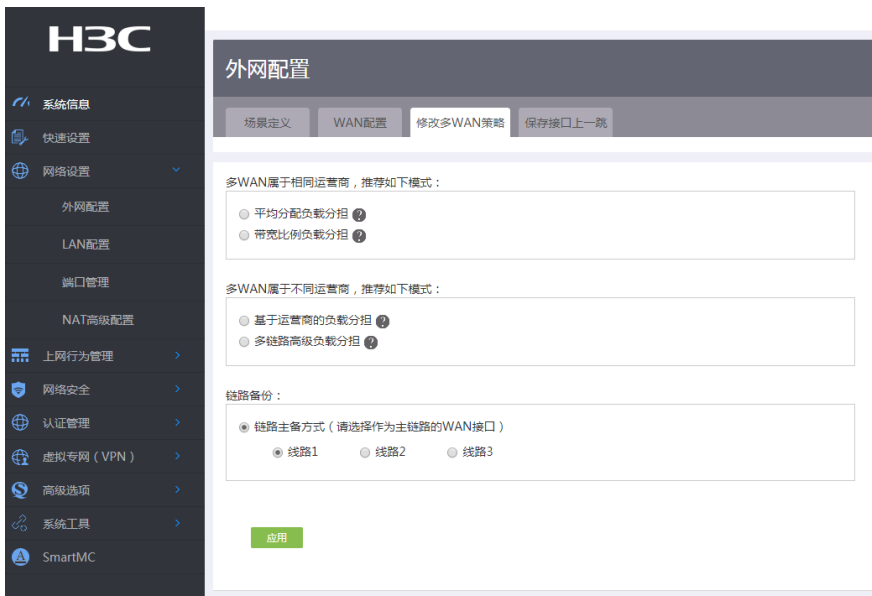 H3C
系统信息
快速设置
网络设置
外网配置
LAN配置
端口管理
NAT高级配置
上网行为管理
网络安全
认证管理
虚拟专网（VPN）
高级选项
系统工具
SmartMC
外网配置
场景定义 WAN配置 修改多WAN策略 保存接口上一跳
多WAN属于相同运营商，推荐如下模式：
平均分配负载分担 ?
带宽比例负载分担 ?
多WAN属于不同运营商，推荐如下模式：
基于运营商的负载分担 ?
多链路高级负载分担 ?
链路备份：
链路主备方式（请选择作为主链路的WAN接口）
线路1 线路2 线路3
应用